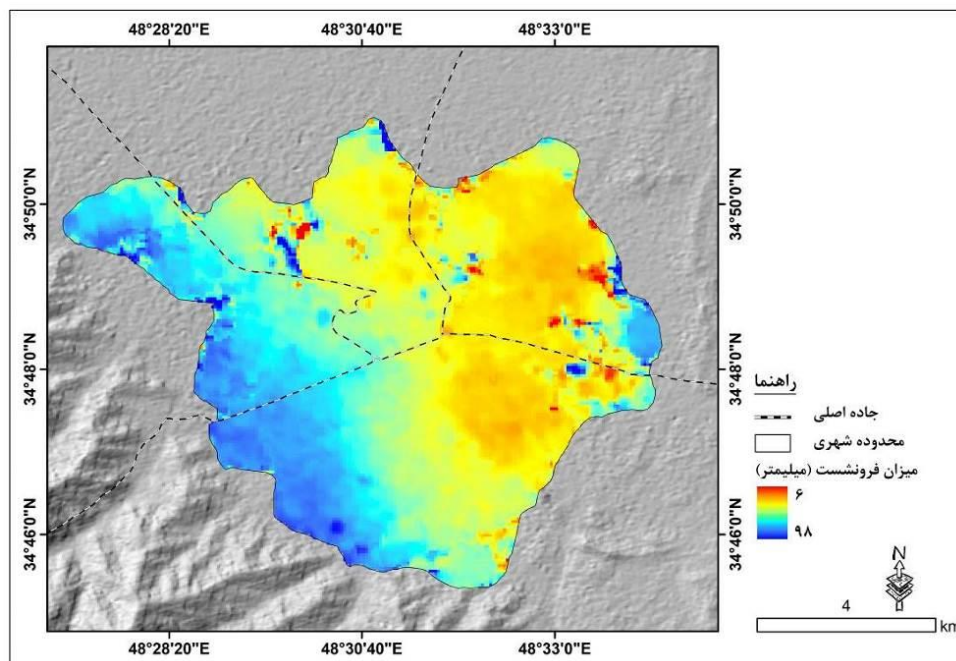 48°28'20"E 48°30'40"E 48°33'0"E
34°50'0"N 34°50'0"N
34°48'0"N 34°48'0"N
34°46'0"N 34°46'0"N
48°28'20"E 48°30'40"E 48°33'0"E
راهنما
جاده اصلی
محدوده شهری
میزان فرونشست (میلیمتر)
۶
۹۸
N
4
km